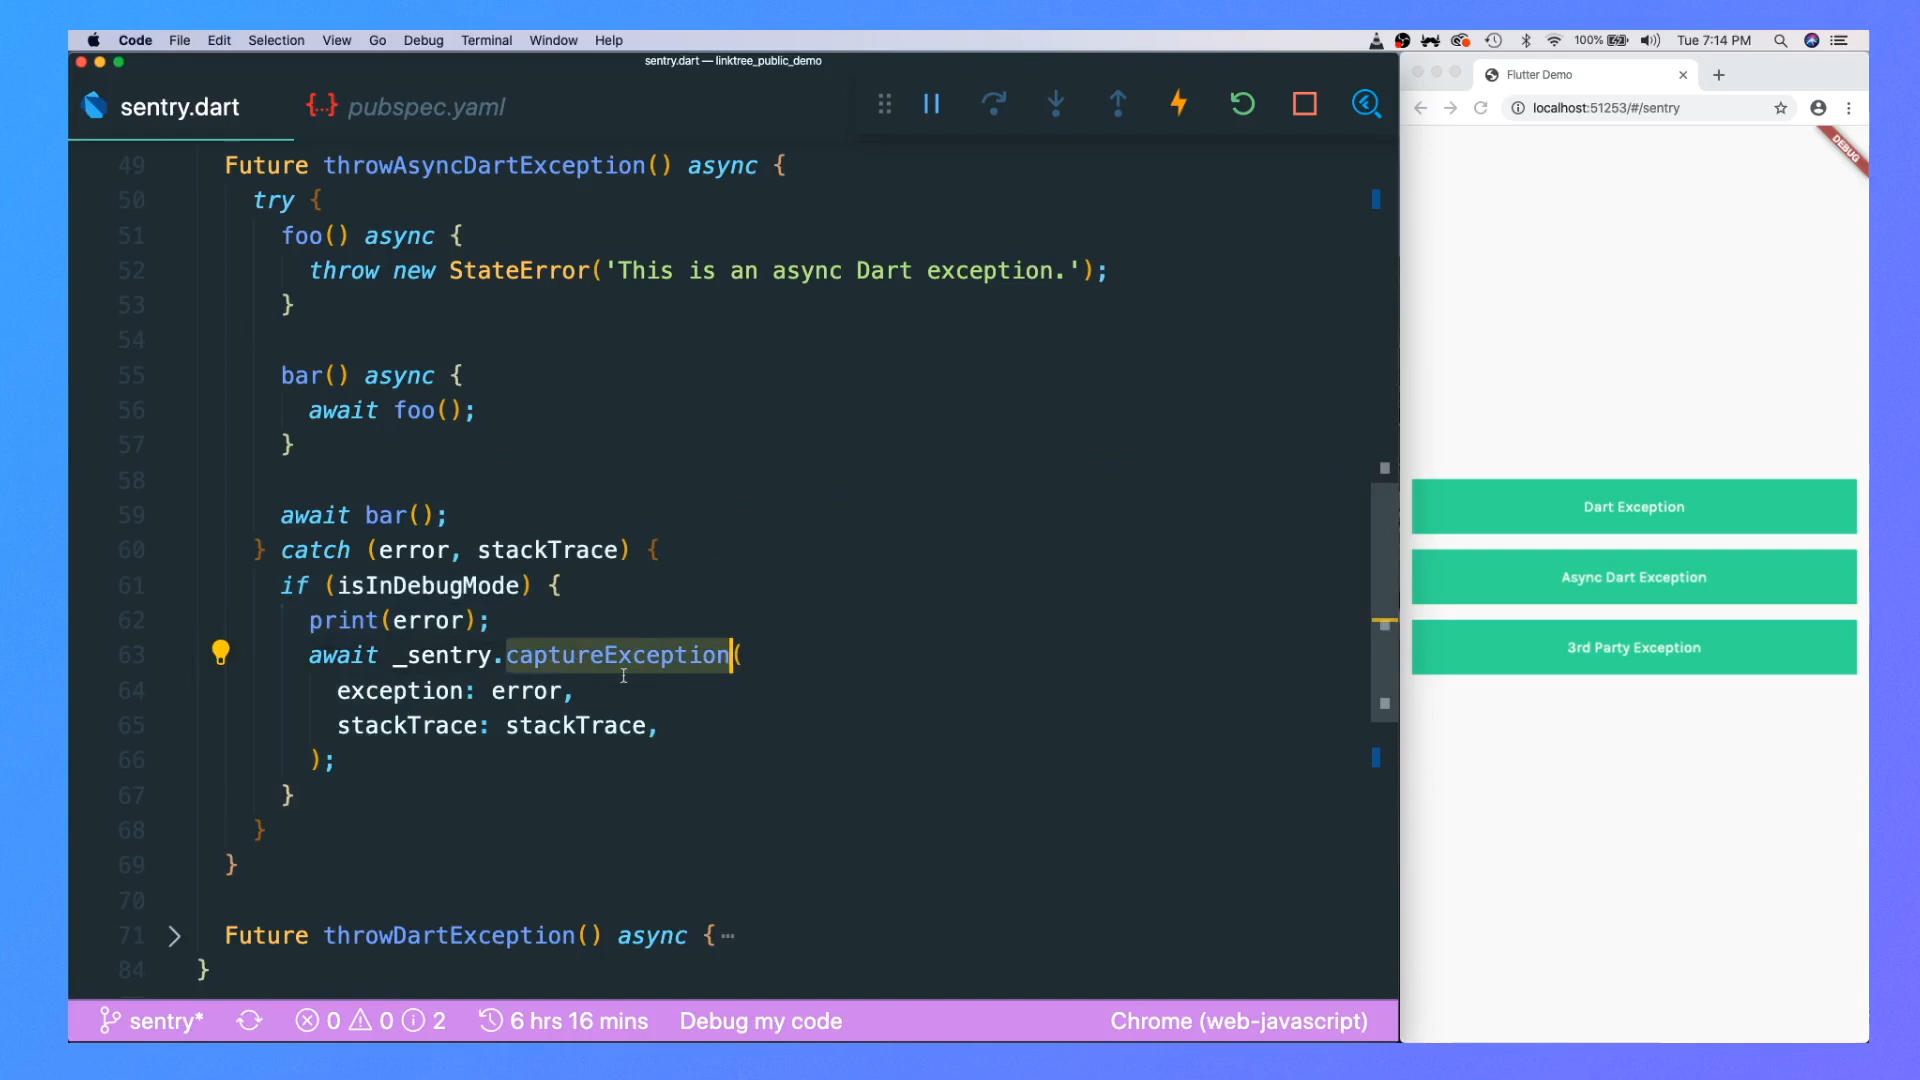 Code File Edit Selection View Go Debug Terminal Window Help
100% Tue 7:14 PM
sentry.dart — linktree_public_demo
sentry.dart {...} pubspec.yaml
49 Future throwAsyncDartException() async {
50 try {
51 foo() async {
52 throw new StateError('This is an async Dart exception.');
53 }
54
55 bar() async {
56 await foo();
57 }
58
59 await bar();
60 } catch (error, stackTrace) {
61 if (isInDebugMode) {
62 print(error);
63 await _sentry.captureException(
64 exception: error,
65 stackTrace: stackTrace,
66 );
67 }
68 }
69 }
70
71 Future throwDartException() async {⋯
84 }
sentry* 0 0 2 6 hrs 16 mins Debug my code Chrome (web-javascript)
Flutter Demo
localhost:51253/#/sentry
DEBUG
Dart Exception
Async Dart Exception
3rd Party Exception